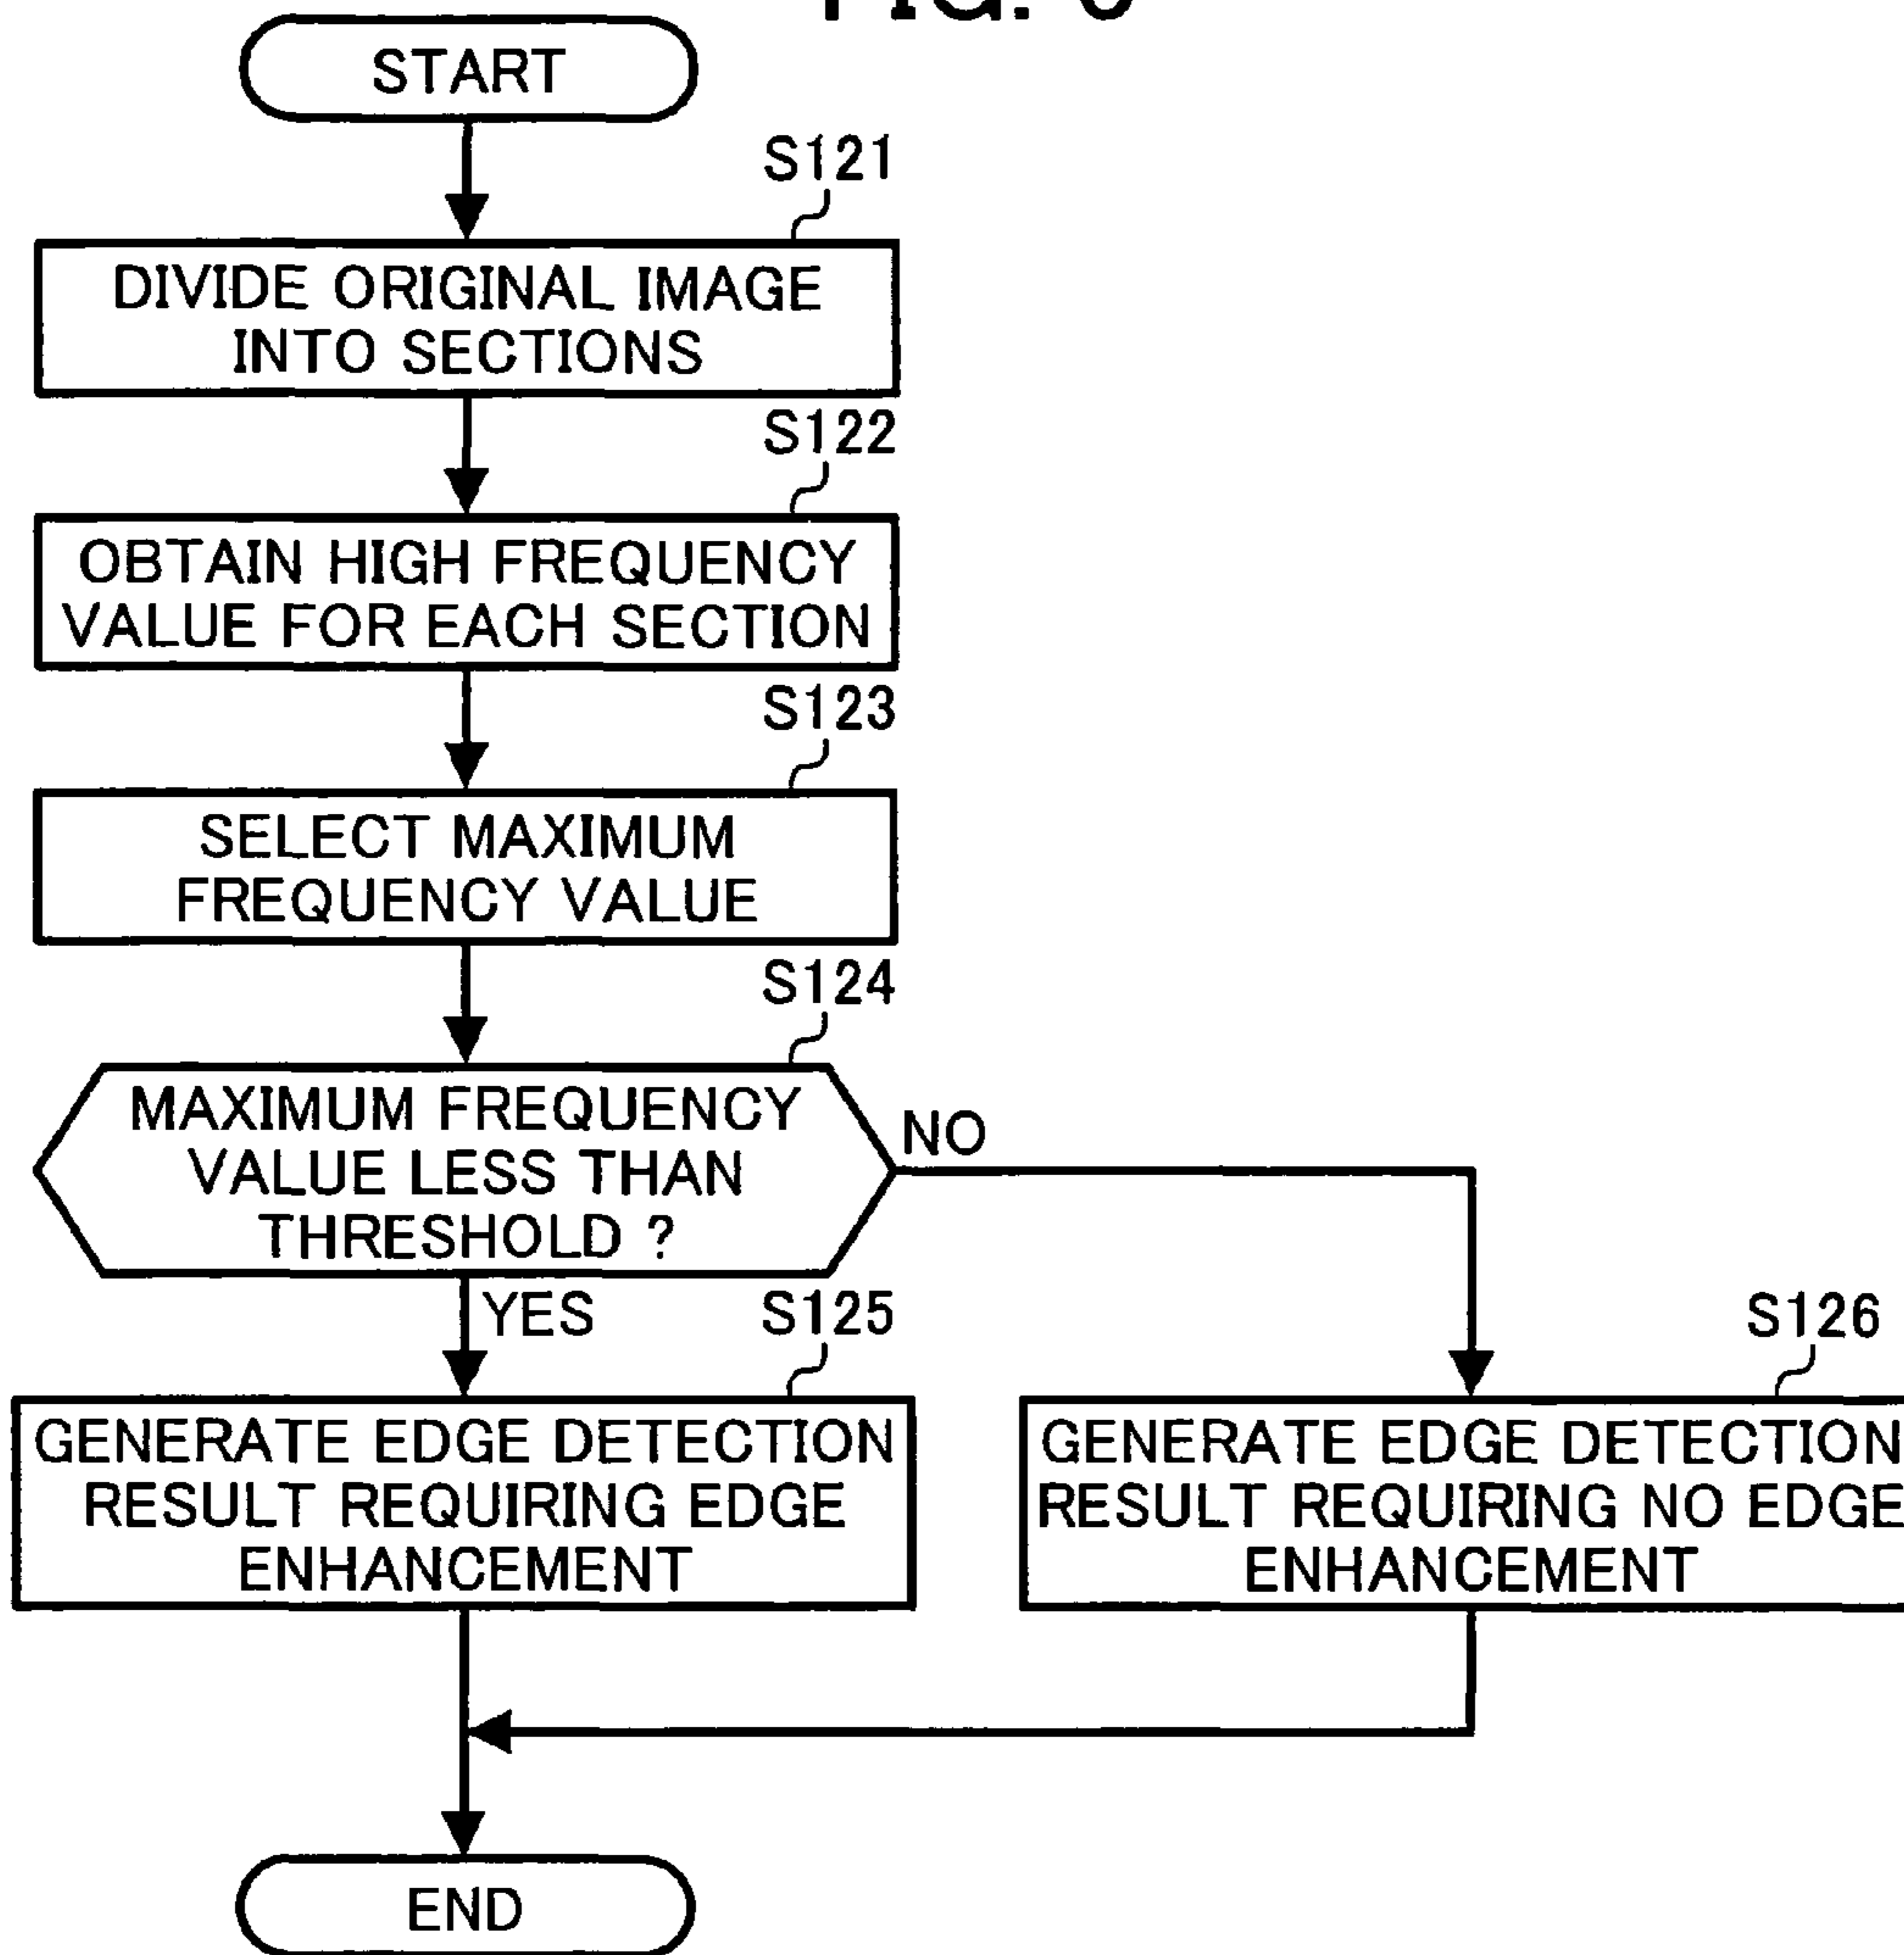 FIG.
START
S121
DIVIDE ORIGINAL IMAGE
INTO SECTIONS
S122
OBTAIN HIGH FREQUENCY
VALUE FOR EACH SECTION
S123
SELECT MAXIMUM
FREQUENCY VALUE
S124
MAXIMUM FREQUENCY
VALUE LESS THAN
THRESHOLD ?
NO
YES
S125
GENERATE EDGE DETECTION
RESULT REQUIRING EDGE
ENHANCEMENT
S126
GENERATE EDGE DETECTION
RESULT REQUIRING NO EDGE
ENHANCEMENT
END